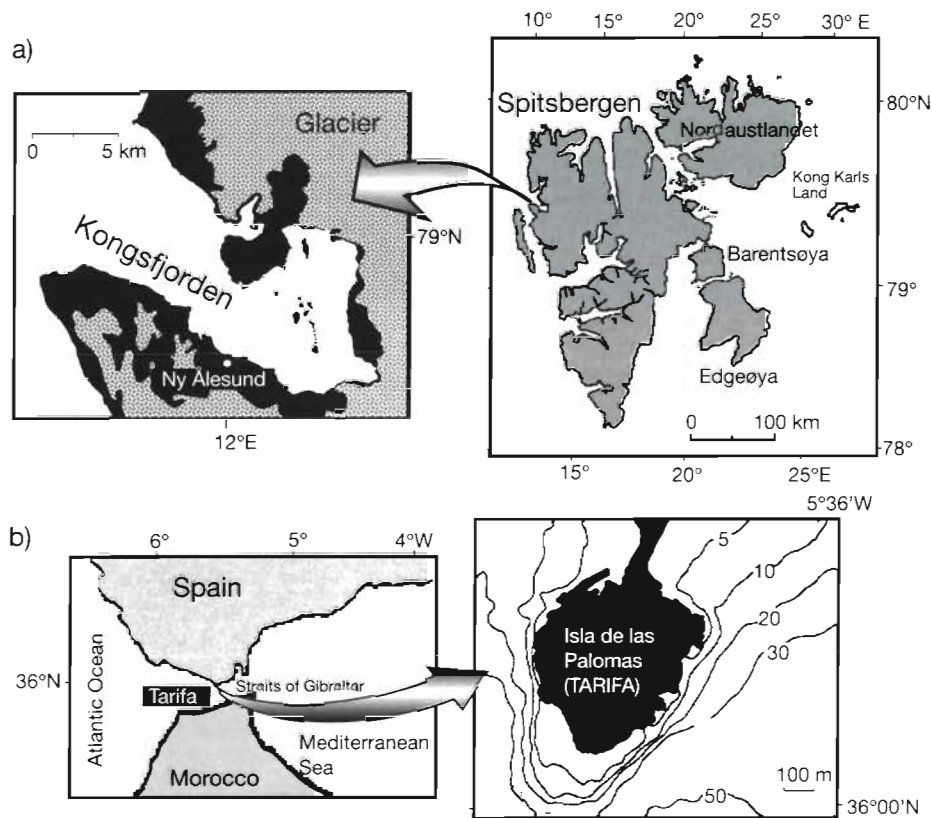 a)
10° 15° 20° 25° 30° E
Spitsbergen
80°N
Nordaustlandet
Glacier
0 5 km
Kong Karls
Land
79°N
Kongsfjorden
Barentsøya
79°
Ny Ålesund
Edgeøya
0 100 km
12°E
78°
15° 20° 25°E
b)
5°36'W
6° 5° 4°W
Spain
5
10
20
30
Isla de las
Palomas
(TARIFA)
36°N
Atlantic Ocean
Tarifa
Straits of Gibraltar
Mediterranean
Sea
Morocco
100 m
50
36°00'N